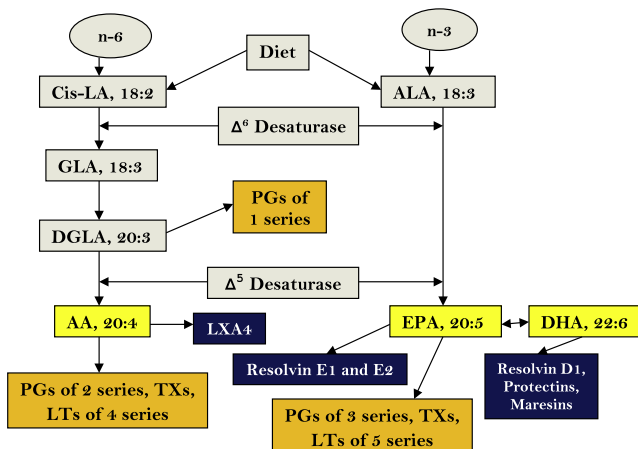 n-6
n-3
Diet
Cis-LA, 18:2
ALA, 18:3
Δ⁶ Desaturase
GLA, 18:3
PGs of
1 series
DGLA, 20:3
Δ⁵ Desaturase
AA, 20:4
LXA4
EPA, 20:5
DHA, 22:6
Resolvin E1 and E2
Resolvin D1,
Protectins,
Maresins
PGs of 2 series, TXs,
LTs of 4 series
PGs of 3 series, TXs,
LTs of 5 series